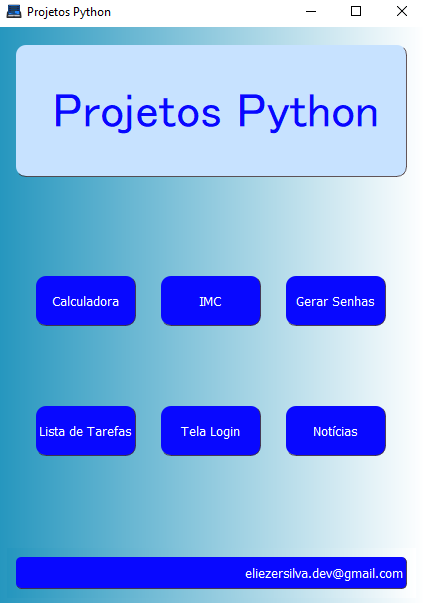 Projetos Python
Projetos Python
Calculadora
IMC
Gerar Senhas
Lista de Tarefas
Tela Login
Notícias
eliezersilva.dev@gmail.com